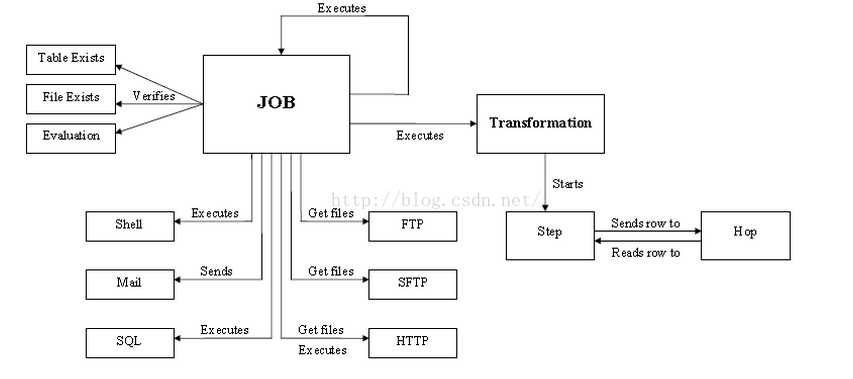 Executes
Table Exists
File Exists
Evaluation
Verifies
JOB
Executes
Transformation
Starts
http://blog.csdn.net/
Shell
Executes
Get files
FTP
Step
Sends row to
Reads row to
Hop
Mail
Sends
Get files
SFTP
SQL
Executes
Get files
Executes
HTTP